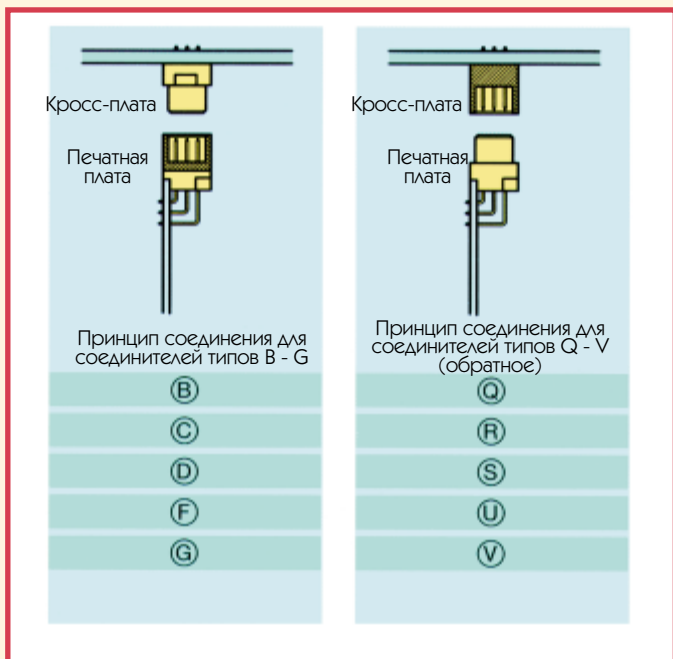 Кросс-плата
Печатная
плата
Принцип соединения для
соединителей типов B - G
B
C
D
F
G
Кросс-плата
Печатная
плата
Принцип соединения для
соединителей типов Q - V
(обратное)
Q
R
S
U
V